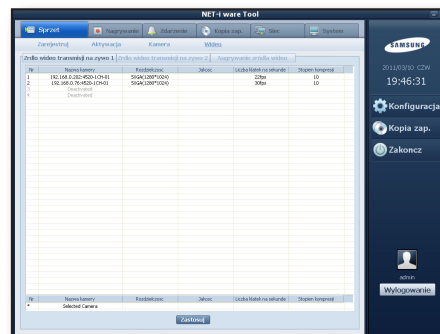 NET-i ware Tool
Sprzet Nagrywanie Zdarzenie Kopia zap. Siec System
Zarejestruj Aktywacja Kamera Wideo
Zrdlo wideo transmisji na zywo 1 Zrdlo wideo transmisji na zywo 2 Nagrywanie zrodla wideo
Nr Nazwa kamery Rozdzielczosc Jakosc Liczba klatek na sekunde Stopien kompresji
1 192.168.0.202:4520-1CH-01 SXGA(1280*1024) 22fps 10
2 192.168.0.76:4520-1CH-01 SXGA(1280*1024) 30fps 10
3 Deactivated
4 Deactivated
Nr Nazwa kamery Rozdzielczosc Jakosc Liczba klatek na sekunde Stopien kompresji
* Selected Camera
Zastosuj
SAMSUNG
2011/03/10 CZW
19:46:31
Konfiguracja
Kopia zap.
Zakoncz
admin
Wylogowanie